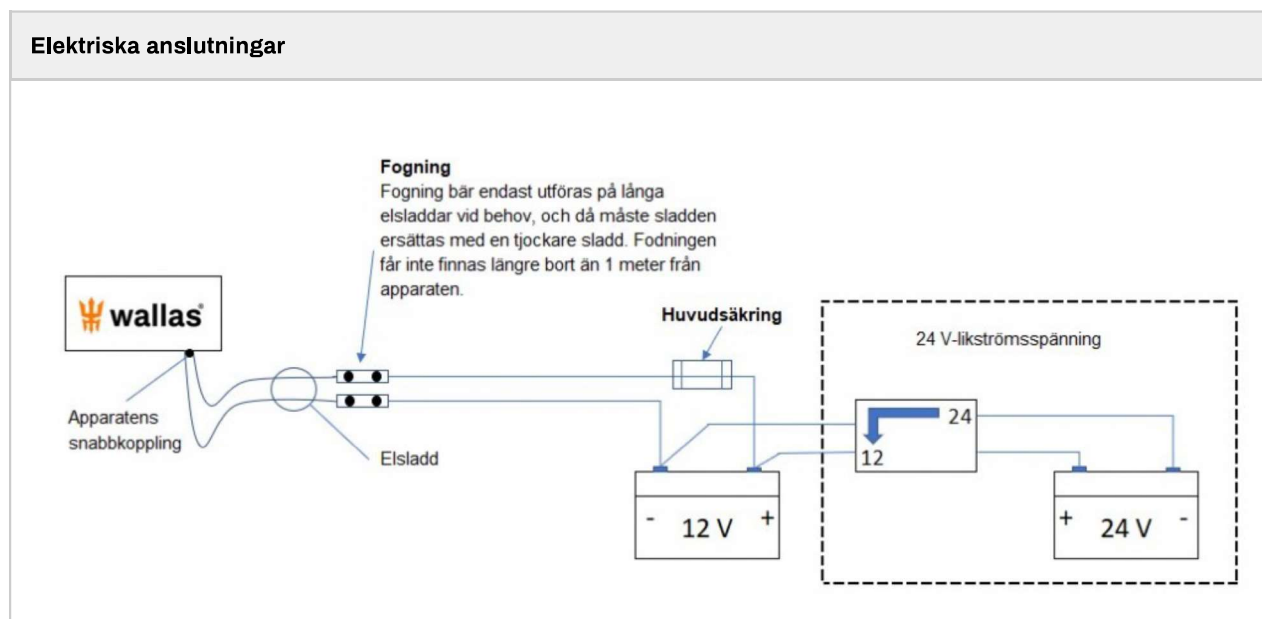 Elektriska anslutningar
Fogning
Fogning bär endast utföras på långa
elsladdar vid behov, och då måste sladden
ersättas med en tjockare sladd. Fodningen
får inte finnas längre bort än 1 meter från
apparaten.
wallas®
Huvudsäkring
24 V-likströmsspänning
Apparatens
snabbkoppling
Elsladd
24
12
- 12 V +
+ 24 V -